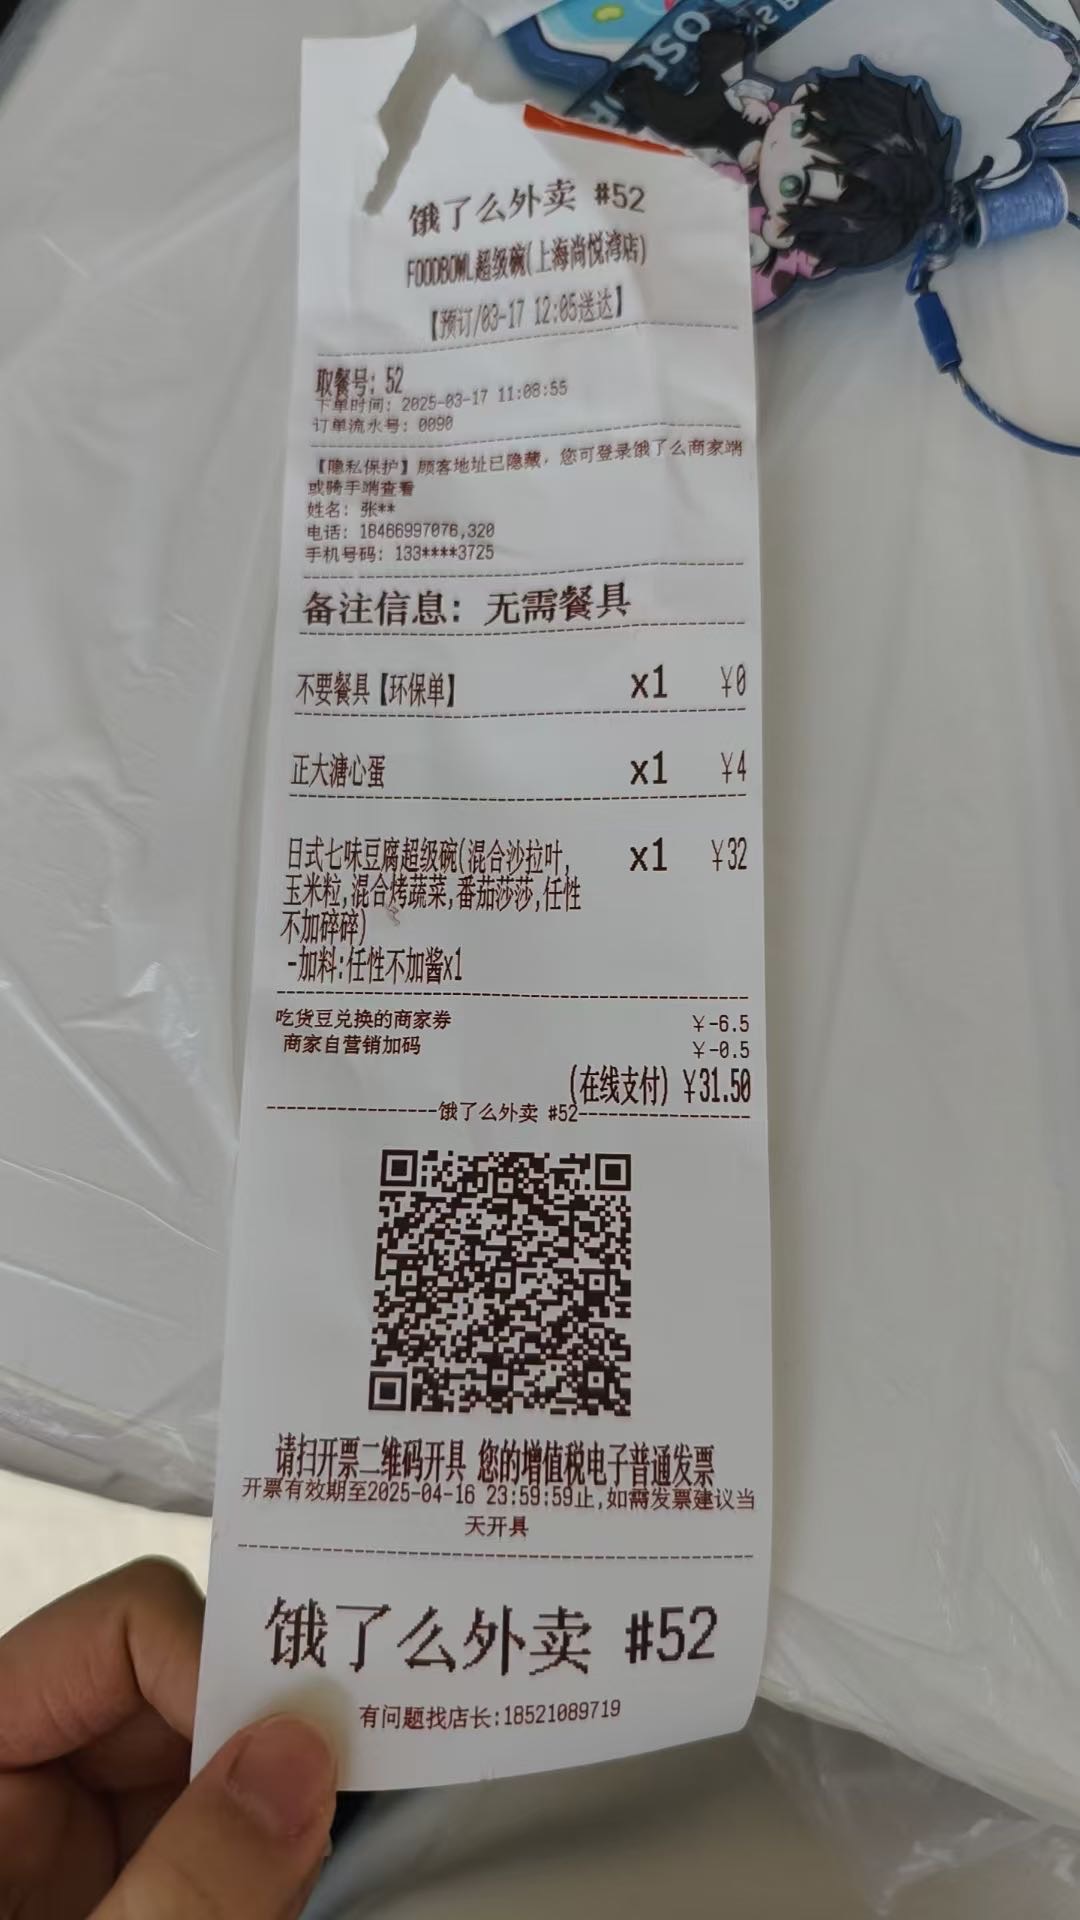 饿了么外卖 #52
FOODBOWL超级碗(上海尚悦湾店)
【预订/03-17 12:05送达】
取餐号: 52
下单时间: 2025-03-17 11:08:55
订单流水号: 0090
【隐私保护】顾客地址已隐藏，您可登录饿了么商家端
或骑手端查看
姓名: 张**
电话: 18466997076,320
手机号码: 133****3725
备注信息: 无需餐具
不要餐具【环保单】 x1 ¥0
正大溏心蛋 x1 ¥4
日式七味豆腐超级碗(混合沙拉叶, x1 ¥32
玉米粒,混合烤蔬菜,番茄莎莎,任性
不加碎碎)
-加料:任性不加酱x1
吃货豆兑换的商家券 ¥-6.5
商家自营销加码 ¥-0.5
(在线支付) ¥31.50
饿了么外卖 #52
请扫开票二维码开具 您的增值税电子普通发票
开票有效期至2025-04-16 23:59:59止,如需发票建议当
天开具
饿了么外卖 #52
有问题找店长:18521089719
OSL